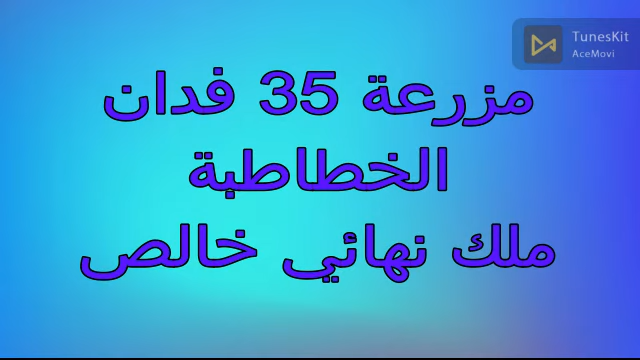 TunesKit
AceMovi
مزرعة 35 فدان
الخطاطبة
ملك نهائي خالص